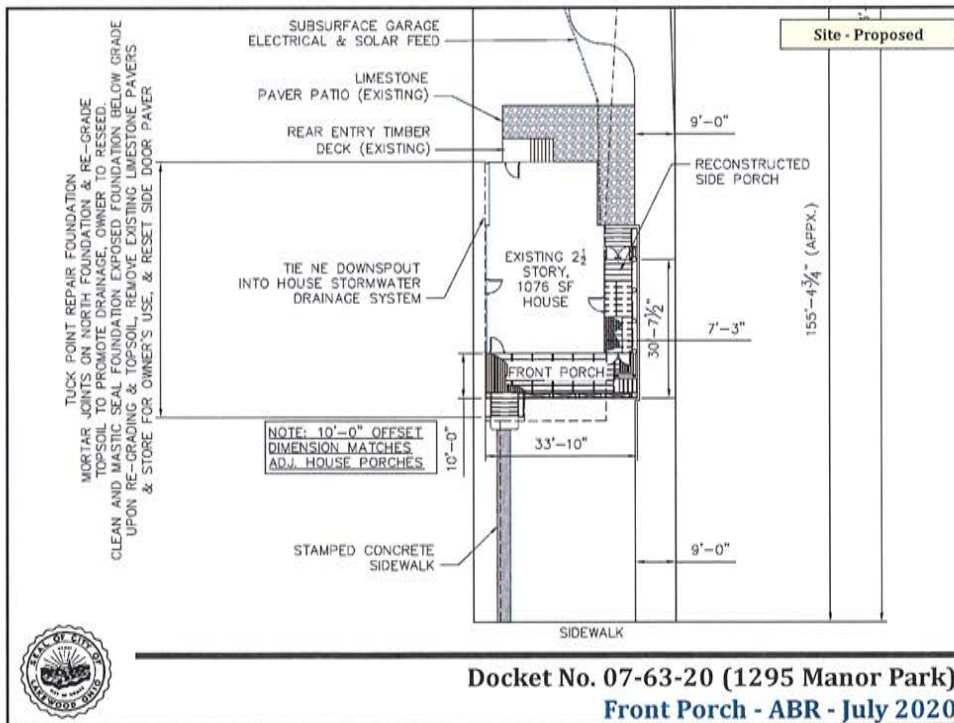 Site - Proposed
SUBSURFACE GARAGE
ELECTRICAL & SOLAR FEED
LIMESTONE
PAVER PATIO (EXISTING)
REAR ENTRY TIMBER
DECK (EXISTING)
TUCK POINT REPAIR FOUNDATION
MORTAR JOINTS ON NORTH FOUNDATION & RE-GRADE
TOPSOIL TO PROMOTE DRAINAGE, OWNER TO RESEED.
CLEAN AND MASTIC SEAL FOUNDATION EXPOSED FOUNDATION BELOW GRADE
UPON RE-GRADING & TOPSOIL, REMOVE EXISTING LIMESTONE PAVERS
& STORE FOR OWNER'S USE, & RESET SIDE DOOR PAVER
9'-0"
RECONSTRUCTED
SIDE PORCH
TIE NE DOWNSPOUT
INTO HOUSE STORMWATER
DRAINAGE SYSTEM
EXISTING 2½
STORY,
1076 SF
HOUSE
30'-7½"
7'-3"
155'-4¾" (APPX.)
FRONT PORCH
NOTE: 10'-0" OFFSET
DIMENSION MATCHES
ADJ. HOUSE PORCHES
10'-0"
33'-10"
STAMPED CONCRETE
SIDEWALK
9'-0"
SIDEWALK
SEAL OF CITY OF
LAKEWOOD OHIO
Docket No. 07-63-20 (1295 Manor Park)
Front Porch - ABR - July 2020